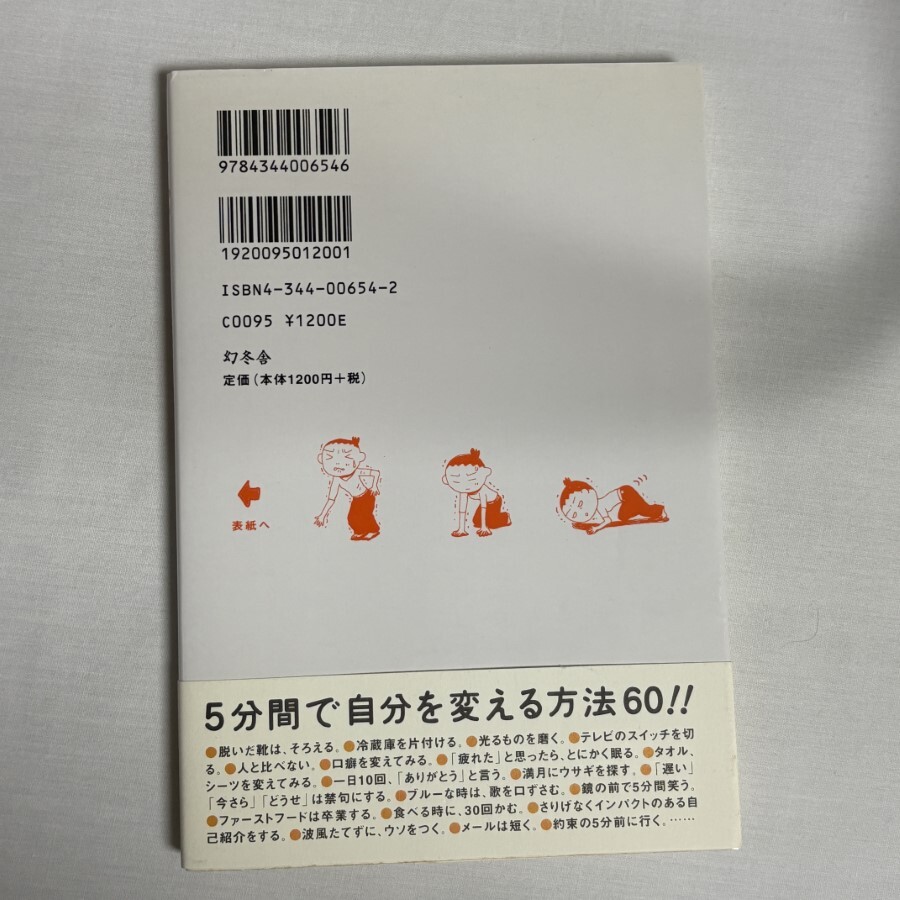 9784344006546
1920095012001
ISBN4-344-00654-2
C0095 ¥1200E
幻冬舎
定価(本体1200円+税)
表紙へ
5分間で自分を変える方法60!!
●脱いだ靴は、そろえる。●冷蔵庫を片付ける。●光るものを磨く。●テレビのスイッチを切
る。●人と比べない。●口癖を変えてみる。●「疲れた」と思ったら、とにかく眠る。●タオル、
シーツを変えてみる。●一日10回、「ありがとう」と言う。●満月にウサギを探す。●「遅い」
「今さら」「どうせ」は禁句にする。●ブルーな時は、歌を口ずさむ。●鏡の前で5分間笑う。
●ファーストフードは卒業する。●食べる時に、30回かむ。●さりげなくインパクトのある自
己紹介をする。●波風たてずに、ウソをつく。●メールは短く。●約束の5分前に行く。……